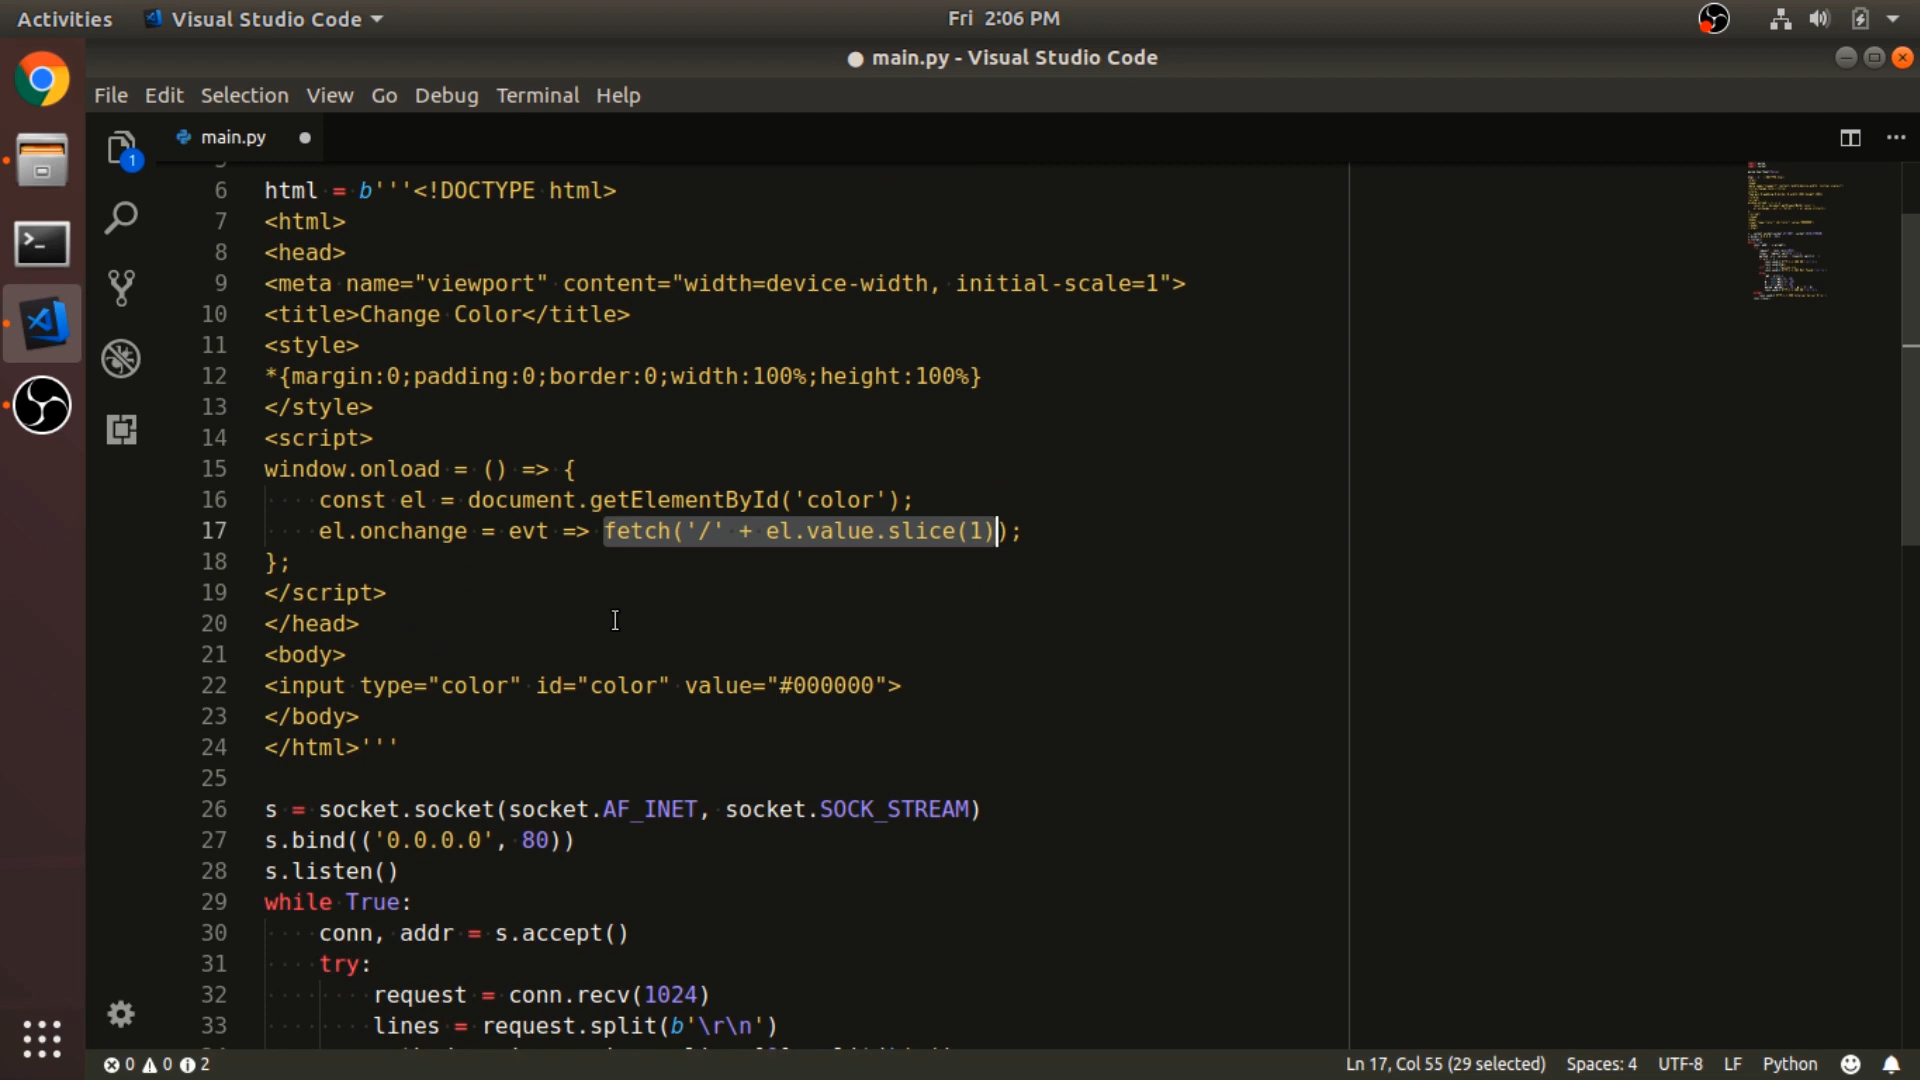 Activities
Visual Studio Code
Fri 2:06 PM
● main.py - Visual Studio Code
File Edit Selection View Go Debug Terminal Help
1
main.py
6 html = b'''<!DOCTYPE html>
7 <html>
8 <head>
9 <meta name="viewport" content="width=device-width, initial-scale=1">
10 <title>Change Color</title>
11 <style>
12 *{margin:0;padding:0;border:0;width:100%;height:100%}
13 </style>
14 <script>
15 window.onload = () => {
16 const el = document.getElementById('color');
17 el.onchange = evt => fetch('/' + el.value.slice(1));
18 };
19 </script>
20 </head>
21 <body>
22 <input type="color" id="color" value="#000000">
23 </body>
24 </html>'''
25
26 s = socket.socket(socket.AF_INET, socket.SOCK_STREAM)
27 s.bind(('0.0.0.0', 80))
28 s.listen()
29 while True:
30 conn, addr = s.accept()
31 try:
32 request = conn.recv(1024)
33 lines = request.split(b'\r\n')
0 0 2
Ln 17, Col 55 (29 selected) Spaces: 4 UTF-8 LF Python